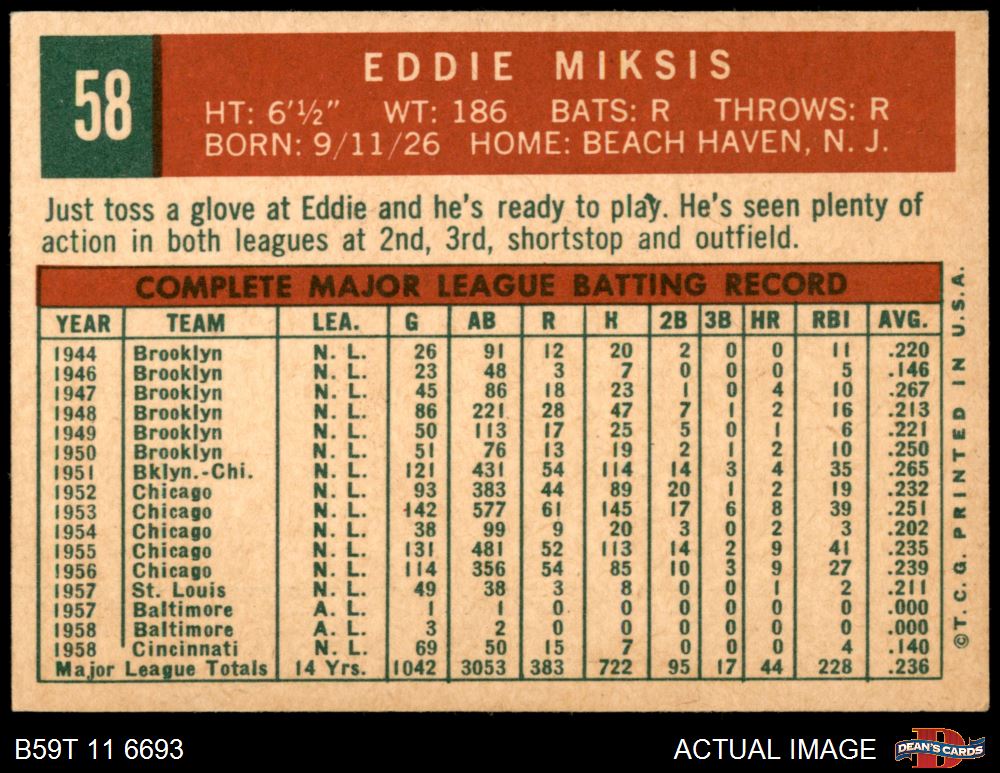 58
EDDIE MIKSIS
HT: 6'½" WT: 186 BATS: R THROWS: R
BORN: 9/11/26 HOME: BEACH HAVEN, N. J.
Just toss a glove at Eddie and he's ready to play. He's seen plenty of
action in both leagues at 2nd, 3rd, shortstop and outfield.
COMPLETE MAJOR LEAGUE BATTING RECORD
YEAR TEAM LEA. G AB R H 2B 3B HR RBI AVG.
1944 Brooklyn N. L. 26 91 12 20 2 0 0 11 .220
1946 Brooklyn N. L. 23 48 3 7 0 0 0 5 .146
1947 Brooklyn N. L. 45 86 18 23 1 0 4 10 .267
1948 Brooklyn N. L. 86 221 28 47 7 1 2 16 .213
1949 Brooklyn N. L. 50 113 17 25 5 0 1 6 .221
1950 Brooklyn N. L. 51 76 13 19 2 1 2 10 .250
1951 Bklyn.-Chi. N. L. 121 431 54 114 14 3 4 35 .265
1952 Chicago N. L. 93 383 44 89 20 1 2 19 .232
1953 Chicago N. L. 142 577 61 145 17 6 8 39 .251
1954 Chicago N. L. 38 99 9 20 3 0 2 3 .202
1955 Chicago N. L. 131 481 52 113 14 2 9 41 .235
1956 Chicago N. L. 114 356 54 85 10 3 9 27 .239
1957 St. Louis N. L. 49 38 3 8 0 0 1 2 .211
1957 Baltimore A. L. 1 1 0 0 0 0 0 0 .000
1958 Baltimore A. L. 3 2 0 0 0 0 0 0 .000
1958 Cincinnati N. L. 69 50 15 7 0 0 0 4 .140
Major League Totals 14 Yrs. 1042 3053 383 722 95 17 44 228 .236
©T. C. G. PRINTED IN U.S.A.
B59T 11 6693 ACTUAL IMAGE
DEAN'S CARDS